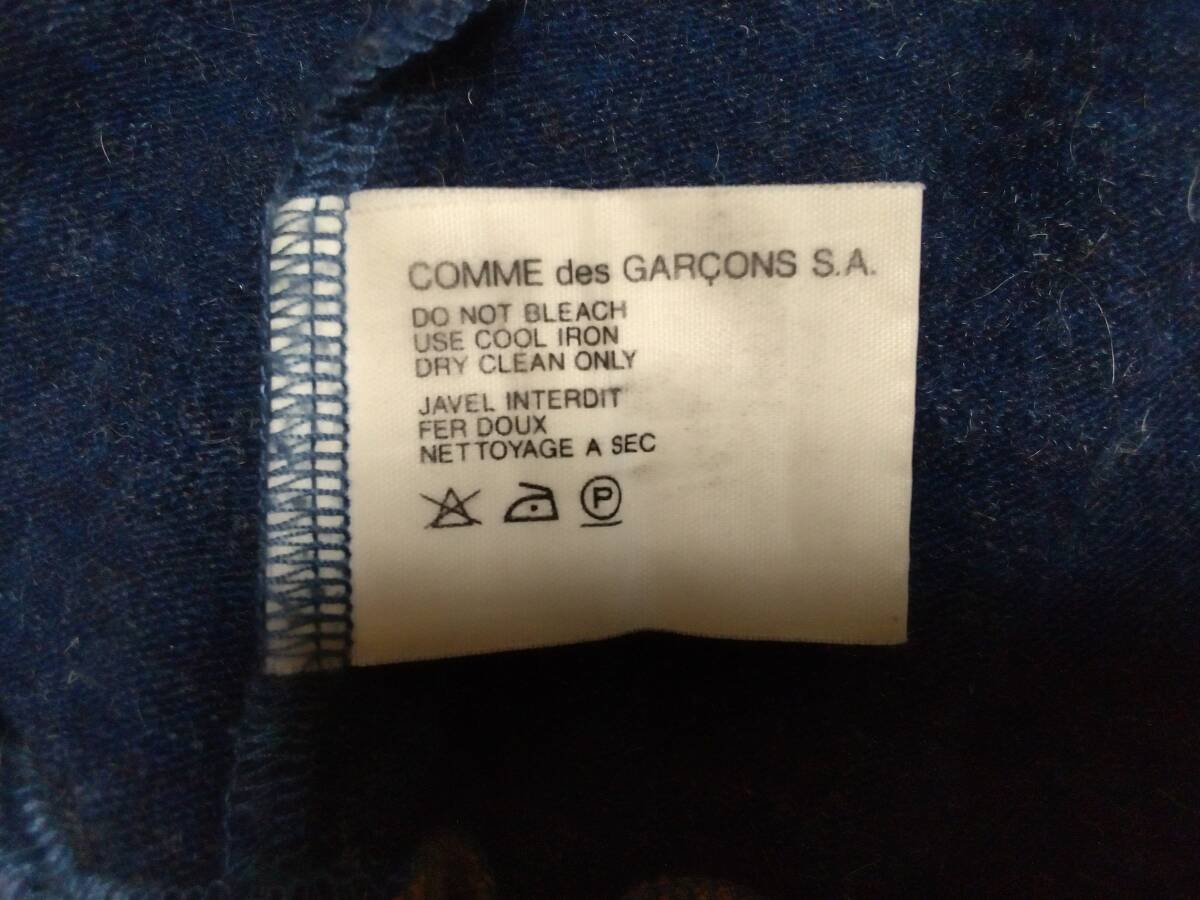 COMME des GARÇONS S.A.
DO NOT BLEACH
USE COOL IRON
DRY CLEAN ONLY
JAVEL INTERDIT
FER DOUX
NETTOYAGE A SEC
P